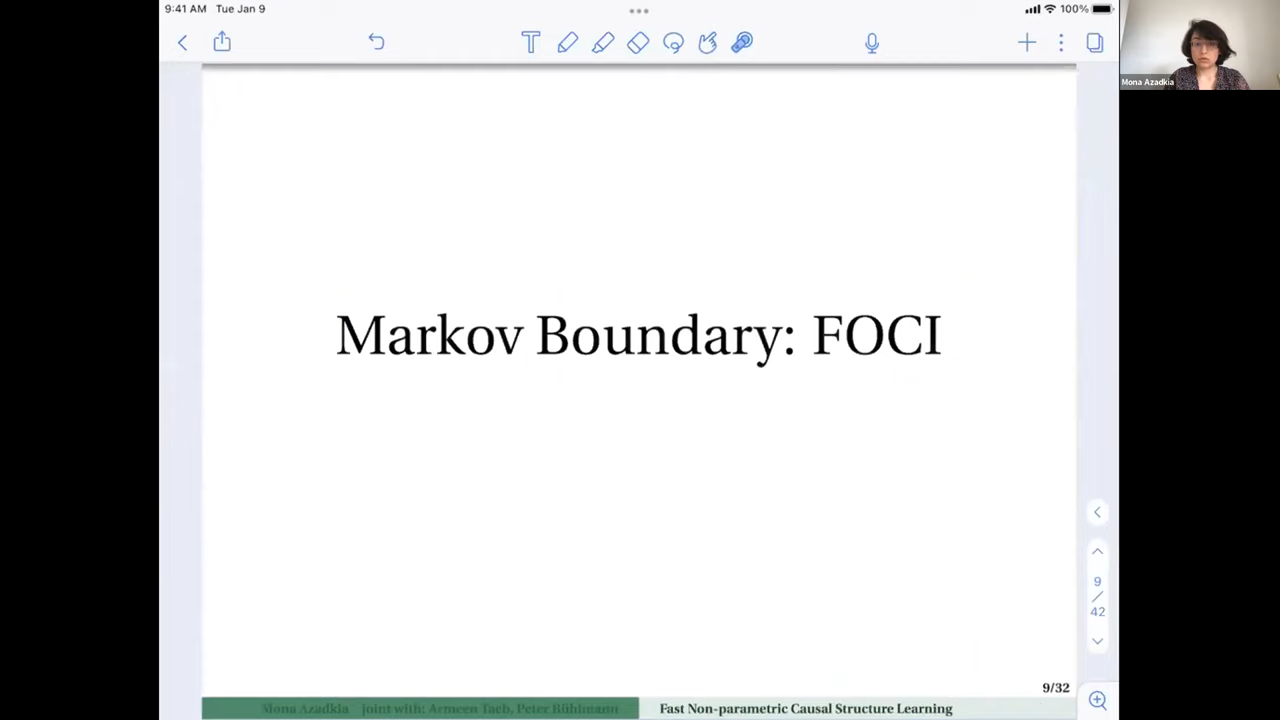 9:41 AM Tue Jan 9
100%
Mona Azadkia
Markov Boundary: FOCI
9
/
42
9/32
Mona Azadkia joint with: Armeen Taeb, Peter Bühlmann
Fast Non-parametric Causal Structure Learning